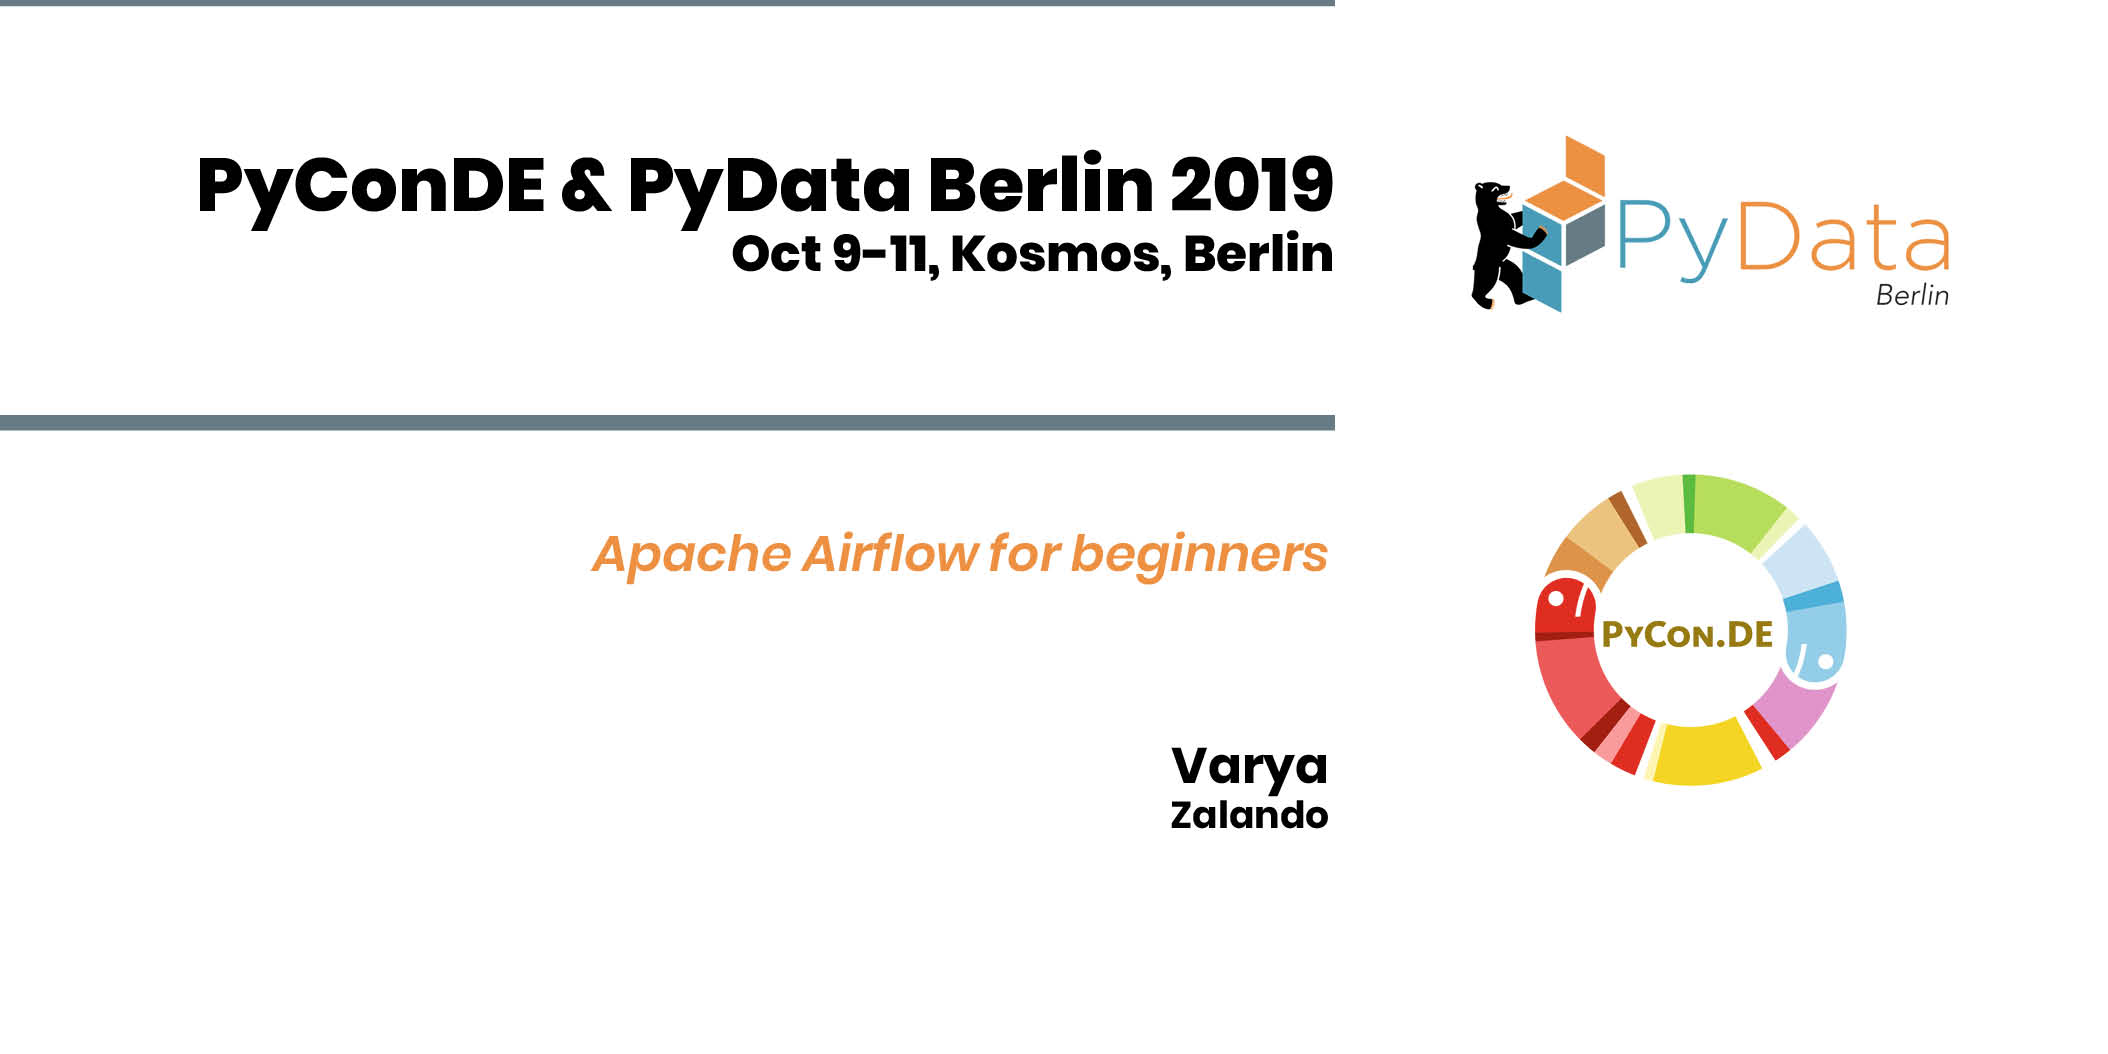 PyConDE & PyData Berlin 2019
Oct 9-11, Kosmos, Berlin
PyData
Berlin
Apache Airflow for beginners
PyCon.DE
Varya
Zalando